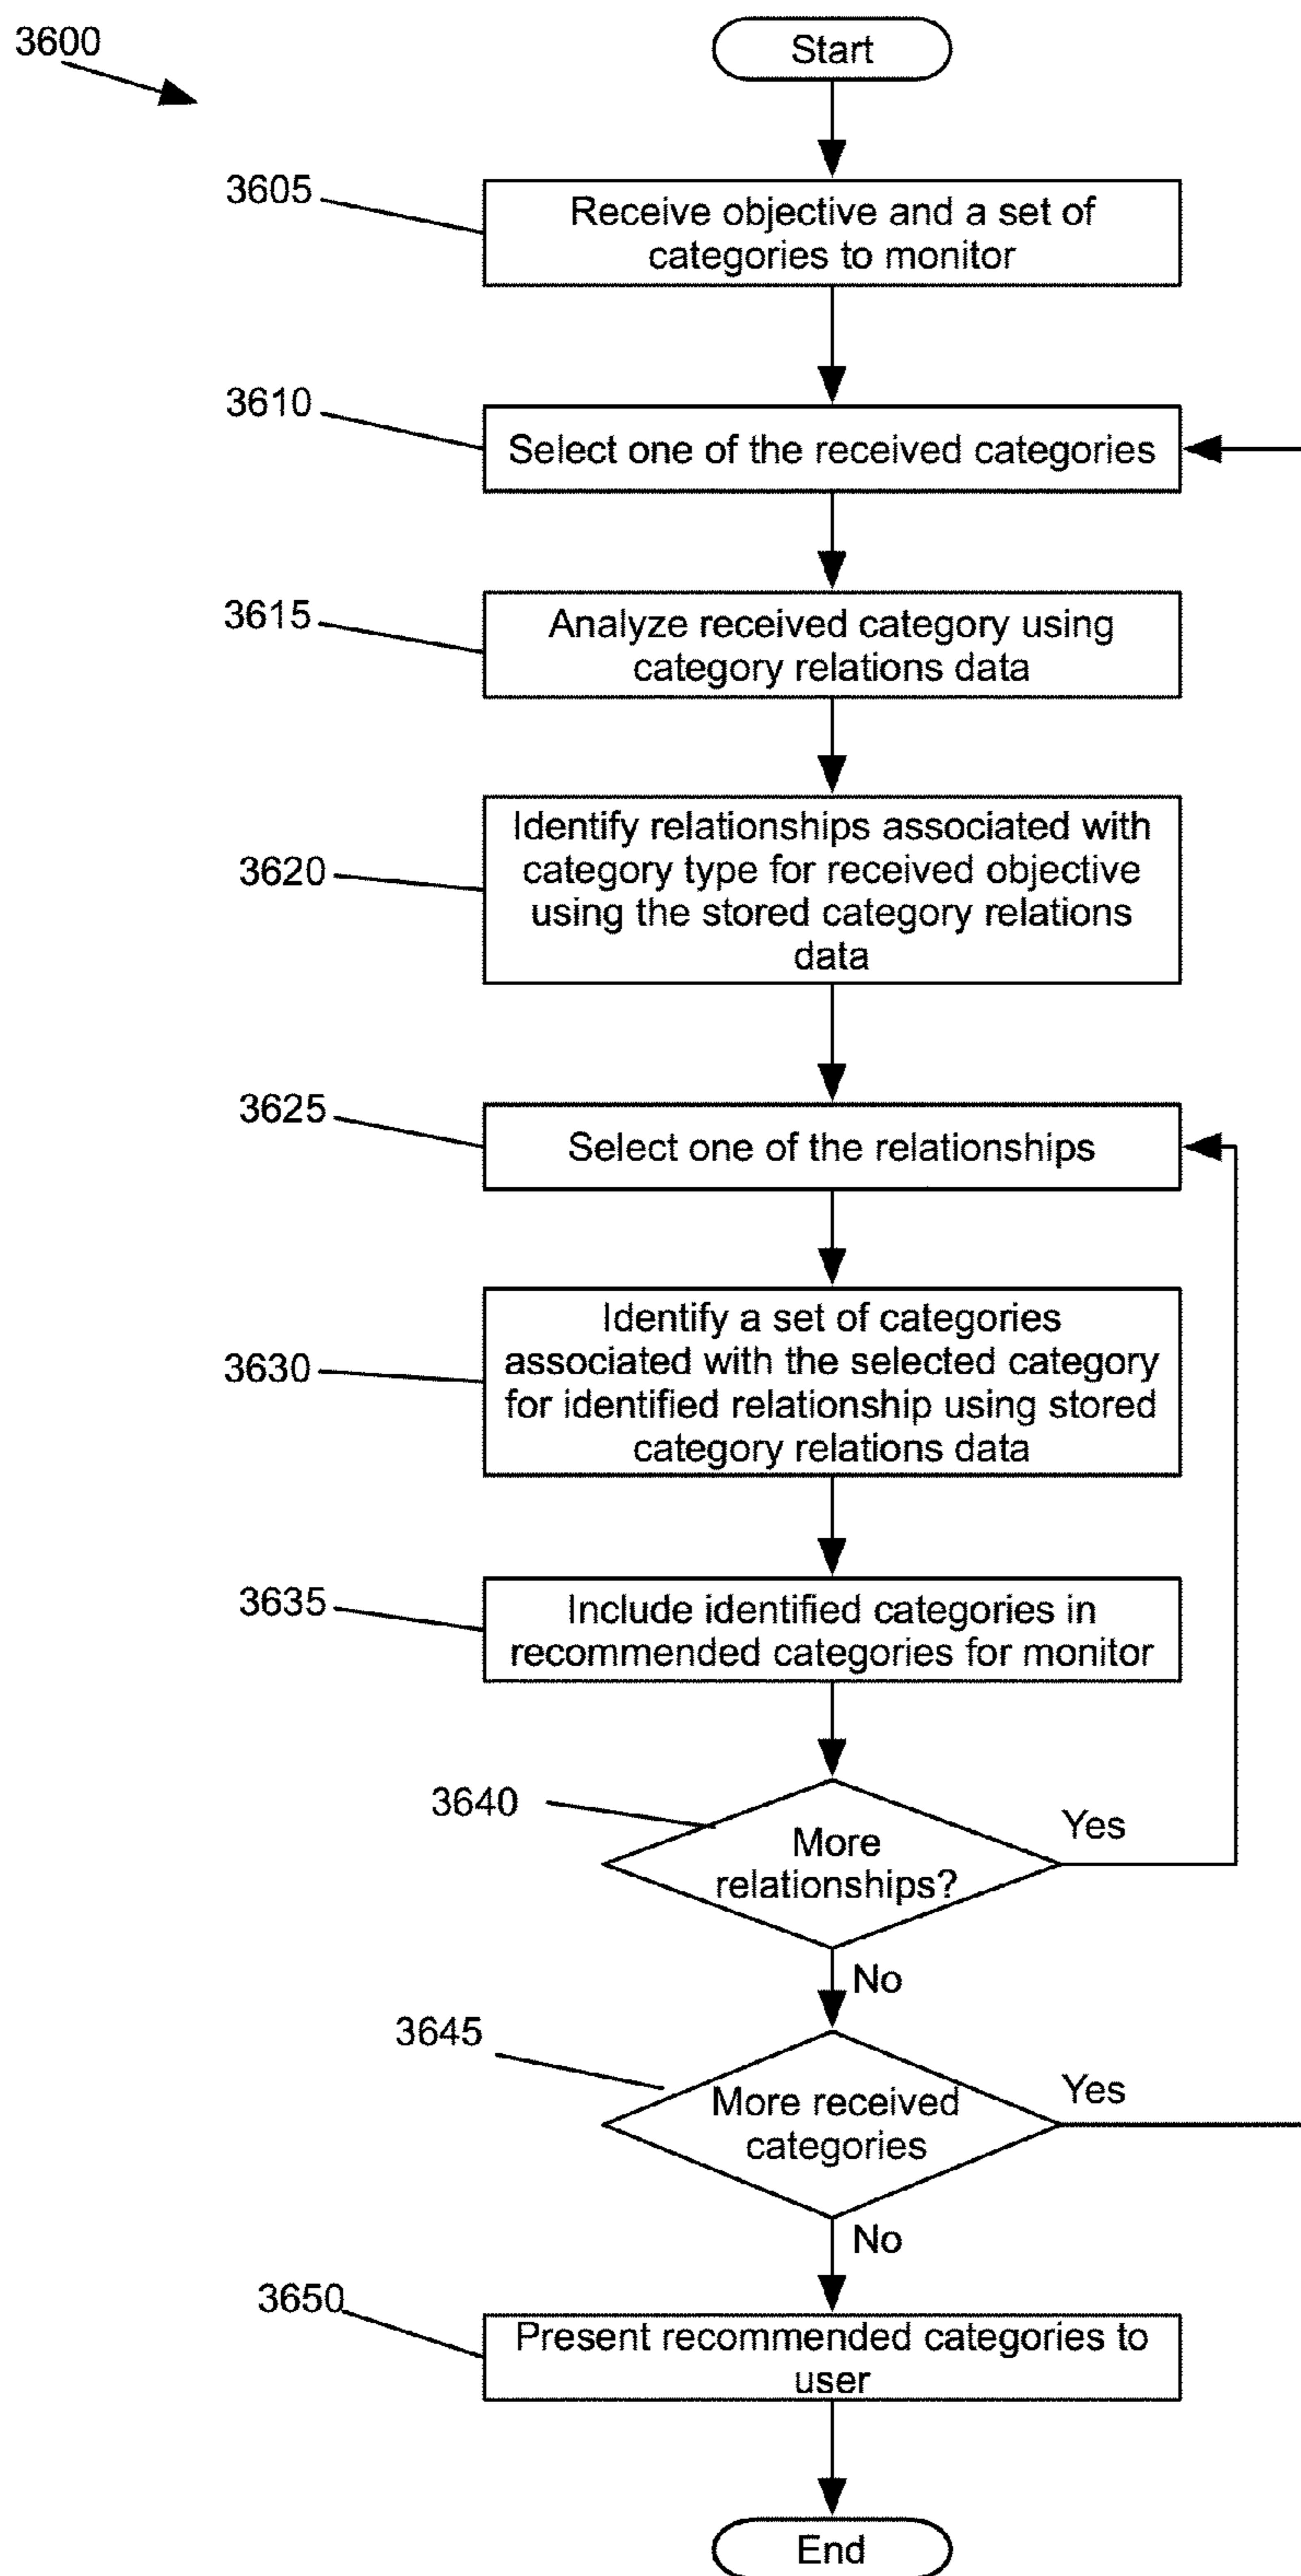 3600
Start
3605
Receive objective and a set of
categories to monitor
3610
Select one of the received categories
3615
Analyze received category using
category relations data
3620
Identify relationships associated with
category type for received objective
using the stored category relations
data
3625
Select one of the relationships
3630
Identify a set of categories
associated with the selected category
for identified relationship using stored
category relations data
3635
Include identified categories in
recommended categories for monitor
3640
More
relationships?
Yes
No
3645
More received
categories
Yes
No
3650
Present recommended categories to
user
End